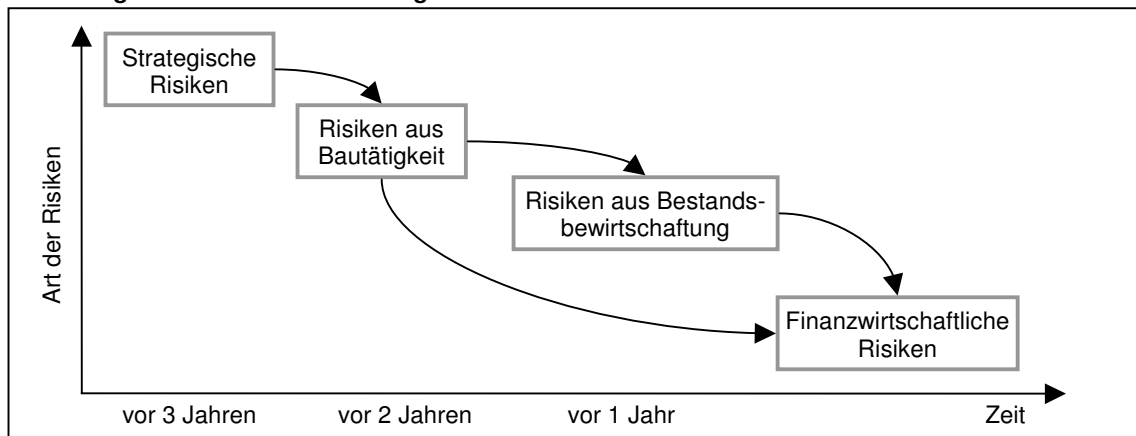 Strategische
Risiken
Risiken aus
Bautätigkeit
Risiken aus Bestands-
bewirtschaftung
Finanzwirtschaftliche
Risiken
Art der Risiken
vor 3 Jahren
vor 2 Jahren
vor 1 Jahr
Zeit